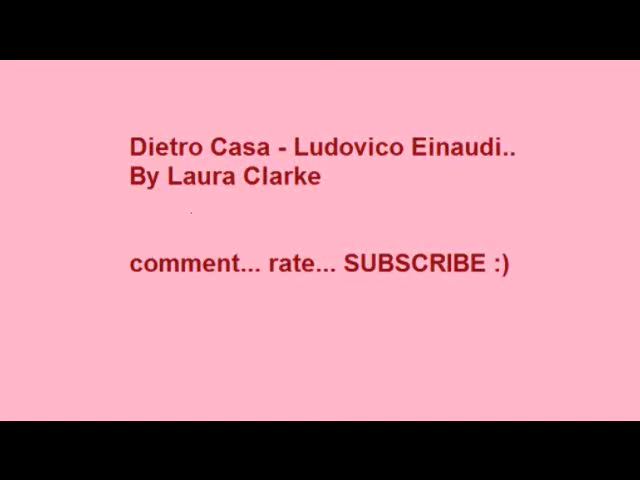 Dietro Casa - Ludovico Einaudi..
By Laura Clarke
comment... rate... SUBSCRIBE :)